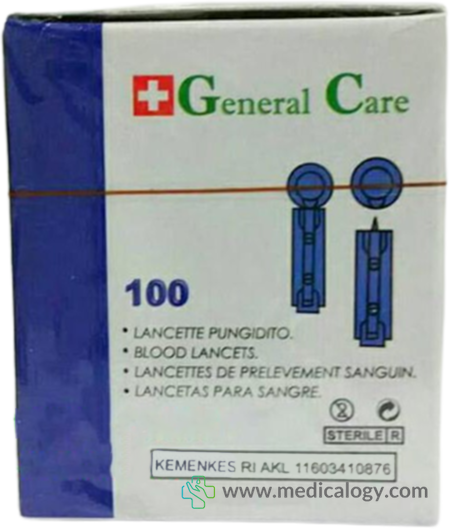 General Care
100
• LANCETTE PUNGIDITO.
• BLOOD LANCETS.
• LANCETTES DE PRELEVEMENT SANGUIN.
• LANCETAS PARA SANGRE.
2
STERILE R
KEMENKES RI AKL 11603410876
www.medicalogy.com